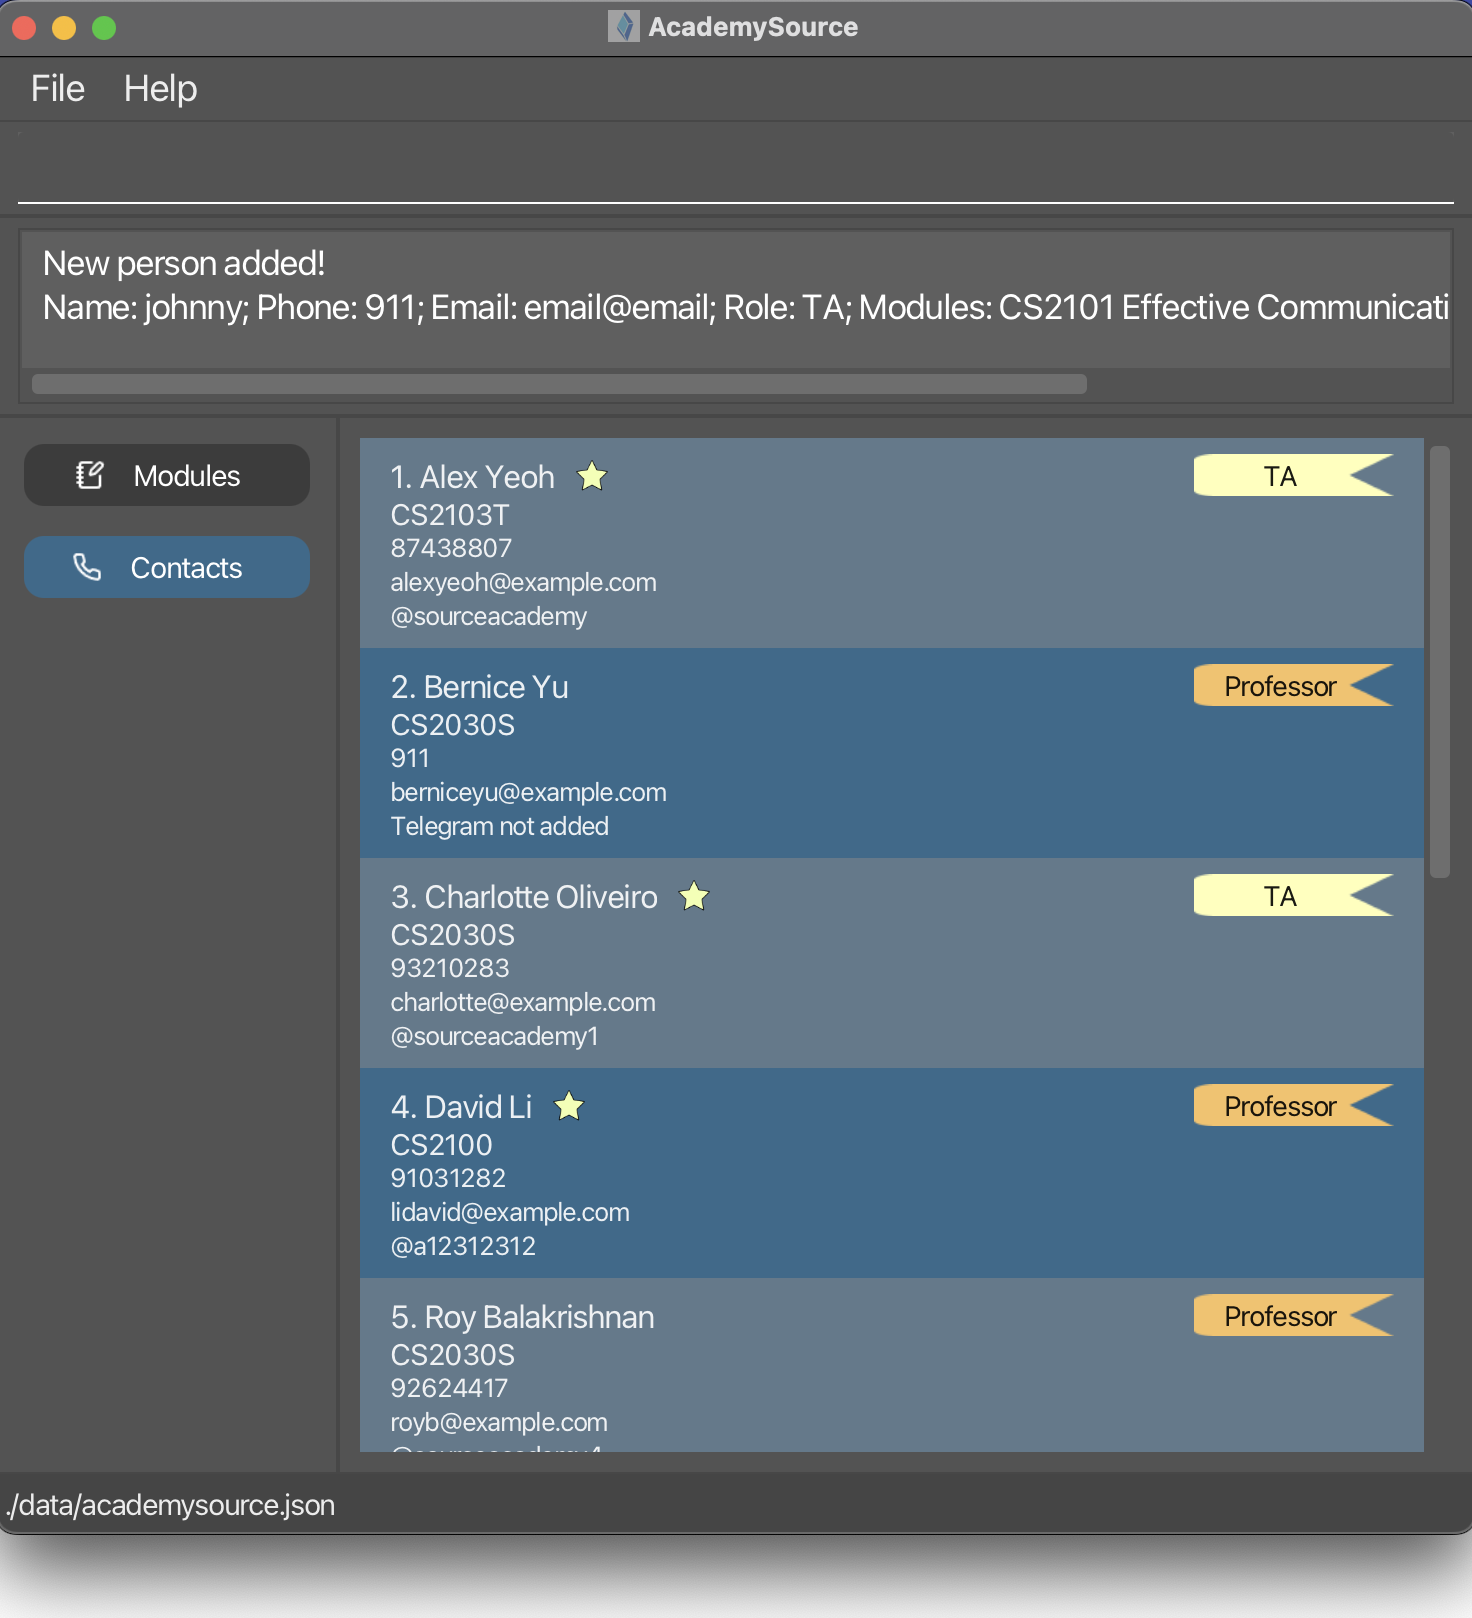 AcademySource
File Help
New person added!
Name: johnny; Phone: 911; Email: email@email; Role: TA; Modules: CS2101 Effective
Modules
Contacts
1. Alex Yeoh
TA
CS2103T
87438807
alexyeoh@example.com
@sourceacademy
2. Bernice Yu
Professor
CS2030S
911
berniceyu@example.com
Telegram not added
3. Charlotte Oliveiro
TA
CS2030S
93210283
charlotte@example.com
@sourceacademy1
4. David Li
Professor
CS2100
91031282
lidavid@example.com
@a12312312
5. Roy Balakrishnan
Professor
CS2030S
92624417
royb@example.com
./data/academysource.json